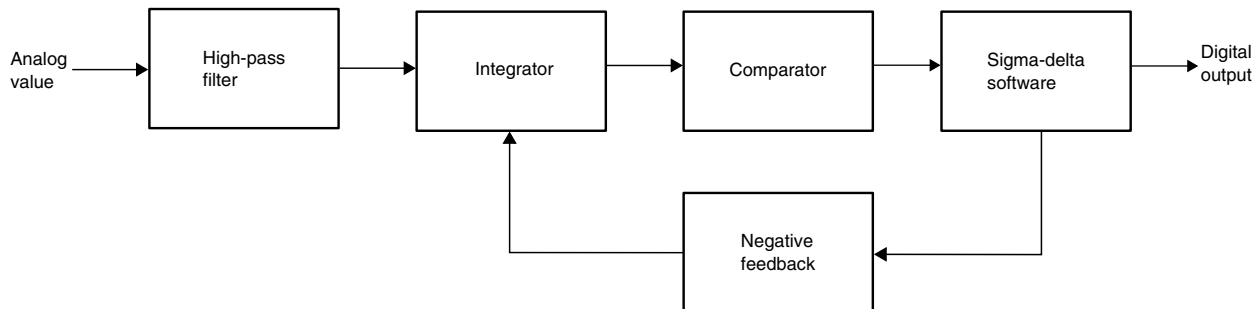 Analog
value
High-pass
filter
Integrator
Comparator
Sigma-delta
software
Digital
output
Negative
feedback